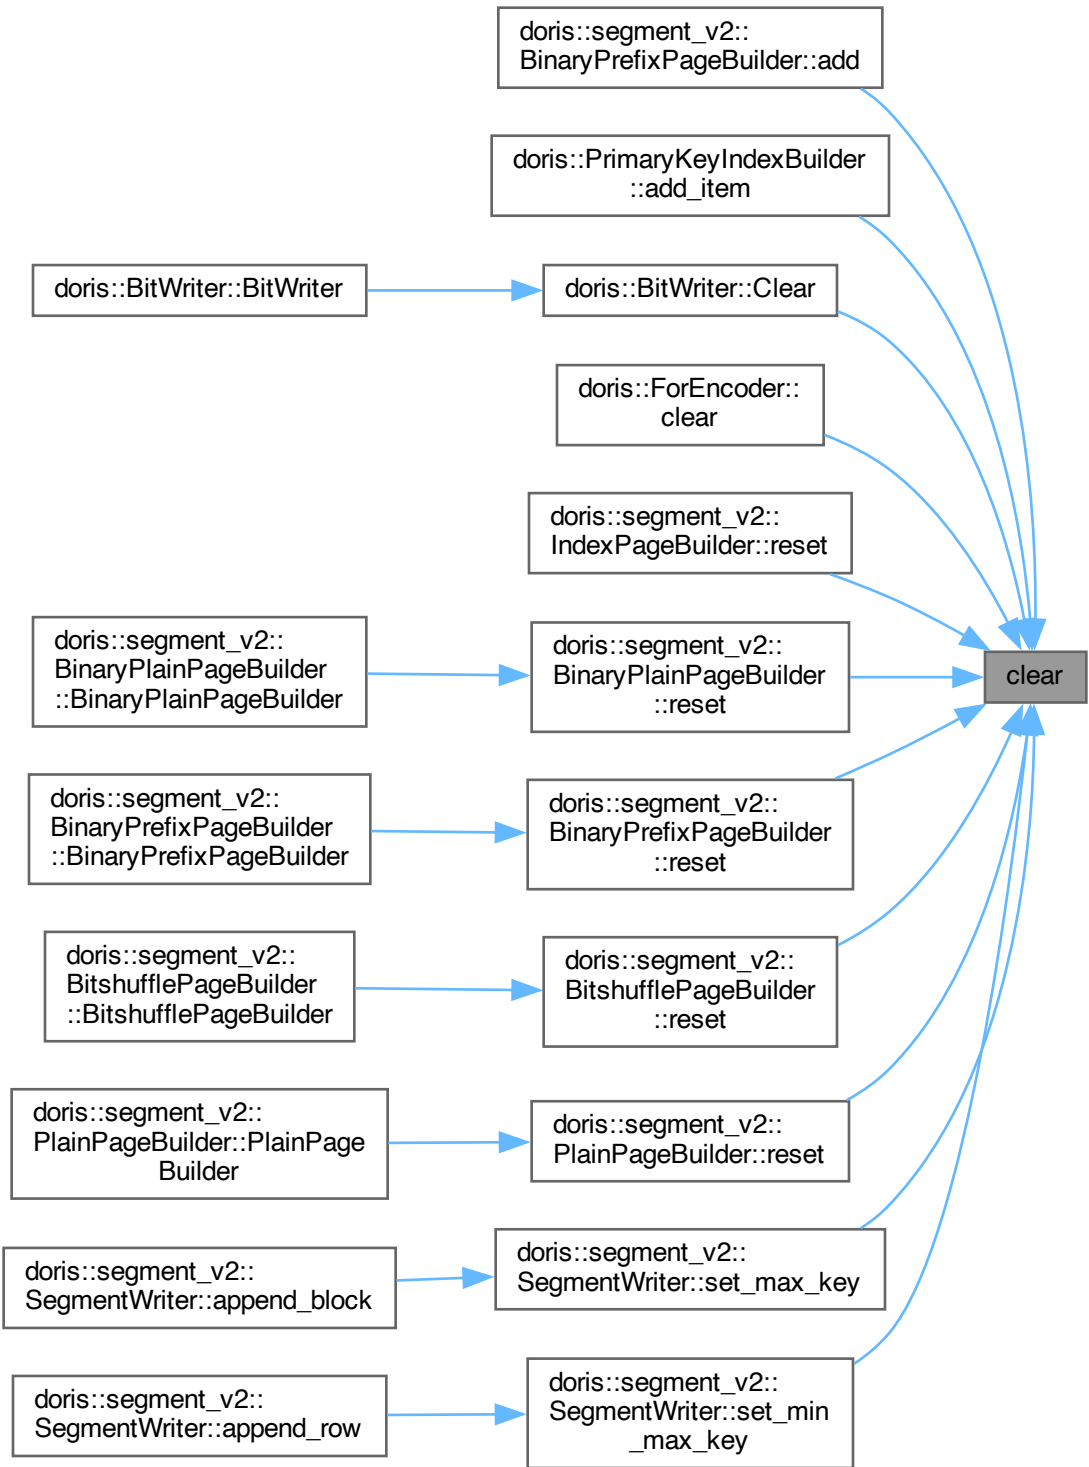 doris::segment_v2::
BinaryPrefixPageBuilder::add
doris::PrimaryKeyIndexBuilder
::add_item
doris::BitWriter::BitWriter
doris::BitWriter::Clear
doris::ForEncoder::
clear
doris::segment_v2::
IndexPageBuilder::reset
doris::segment_v2::
BinaryPlainPageBuilder
::BinaryPlainPageBuilder
doris::segment_v2::
BinaryPlainPageBuilder
::reset
clear
doris::segment_v2::
BinaryPrefixPageBuilder
::BinaryPrefixPageBuilder
doris::segment_v2::
BinaryPrefixPageBuilder
::reset
doris::segment_v2::
BitshufflePageBuilder
::BitshufflePageBuilder
doris::segment_v2::
BitshufflePageBuilder
::reset
doris::segment_v2::
PlainPageBuilder::PlainPage
Builder
doris::segment_v2::
PlainPageBuilder::reset
doris::segment_v2::
SegmentWriter::append_block
doris::segment_v2::
SegmentWriter::set_max_key
doris::segment_v2::
SegmentWriter::append_row
doris::segment_v2::
SegmentWriter::set_min
_max_key